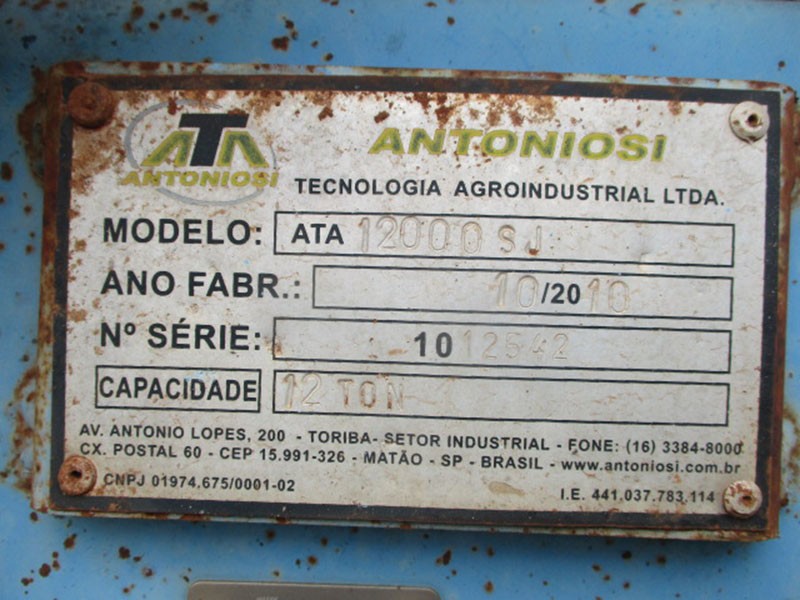 ATA
ANTONIOSI
ANTONIOSI
TECNOLOGIA AGROINDUSTRIAL LTDA.
MODELO: ATA 12000 SJ
ANO FABR.: 10/2010
Nº SÉRIE: 1012542
CAPACIDADE 12 TON
AV. ANTONIO LOPES, 200 - TORIBA- SETOR INDUSTRIAL - FONE: (16) 3384-8000
CX. POSTAL 60 - CEP 15.991-326 - MATÃO - SP - BRASIL - www.antoniosi.com.br
CNPJ 01974.675/0001-02 I.E. 441.037.783.114